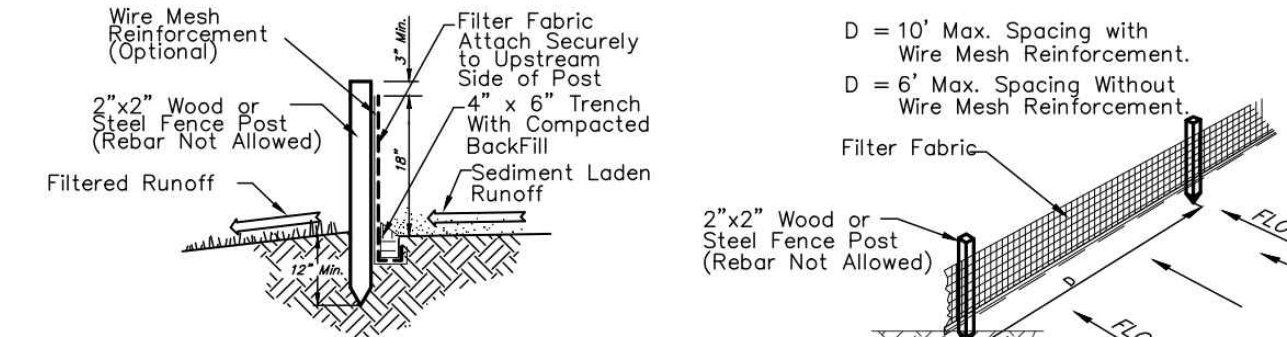 Wire Mesh
Reinforcement
(Optional)
2"x2" Wood or
Steel Fence Post
(Rebar Not Allowed)
Filtered Runoff
12" Min.
3" Min.
18"
Filter Fabric
Attach Securely
to Upstream
Side of Post
4" x 6" Trench
With Compacted
BackFill
Sediment Laden
Runoff
D = 10' Max. Spacing with
Wire Mesh Reinforcement.
D = 6' Max. Spacing Without
Wire Mesh Reinforcement.
Filter Fabric
2"x2" Wood or
Steel Fence Post
(Rebar Not Allowed)
D
FLO
FLO